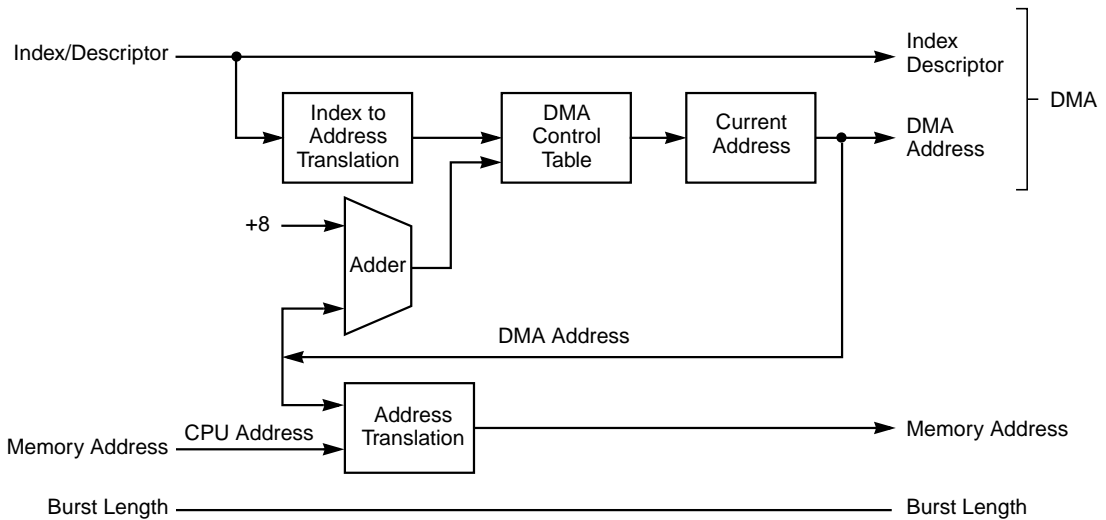 Index/Descriptor
Index
Descriptor
DMA
Index to
Address
Translation
DMA
Control
Table
Current
Address
DMA
Address
+8
Adder
DMA Address
Address
Translation
Memory Address
CPU Address
Memory Address
Burst Length
Burst Length